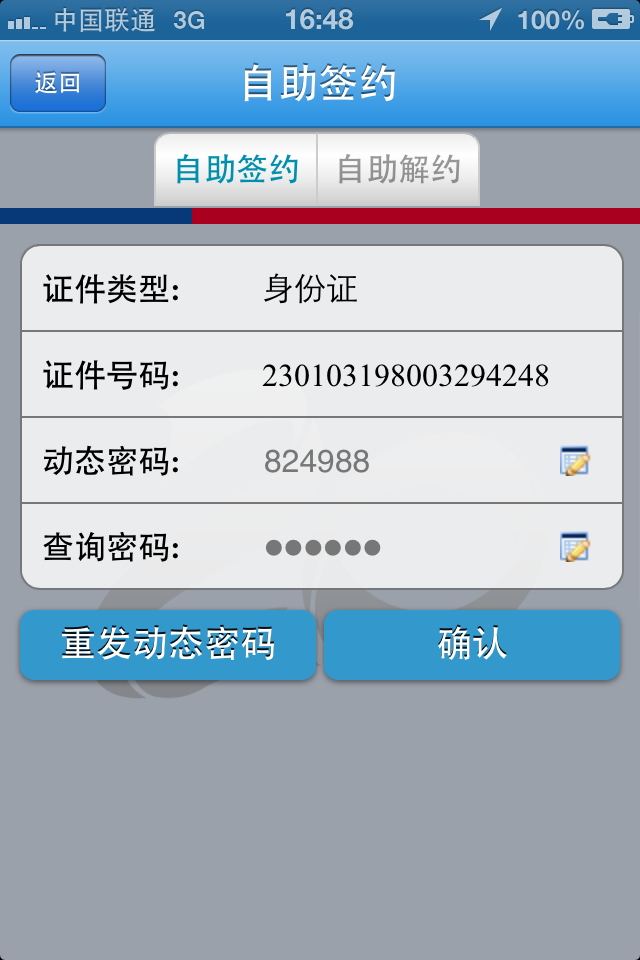 中国联通 3G 16:48 100%
返回 自助签约
自助签约 自助解约
证件类型: 身份证
证件号码: 230103198003294248
动态密码: 824988
查询密码: ●●●●●●
重发动态密码 确认